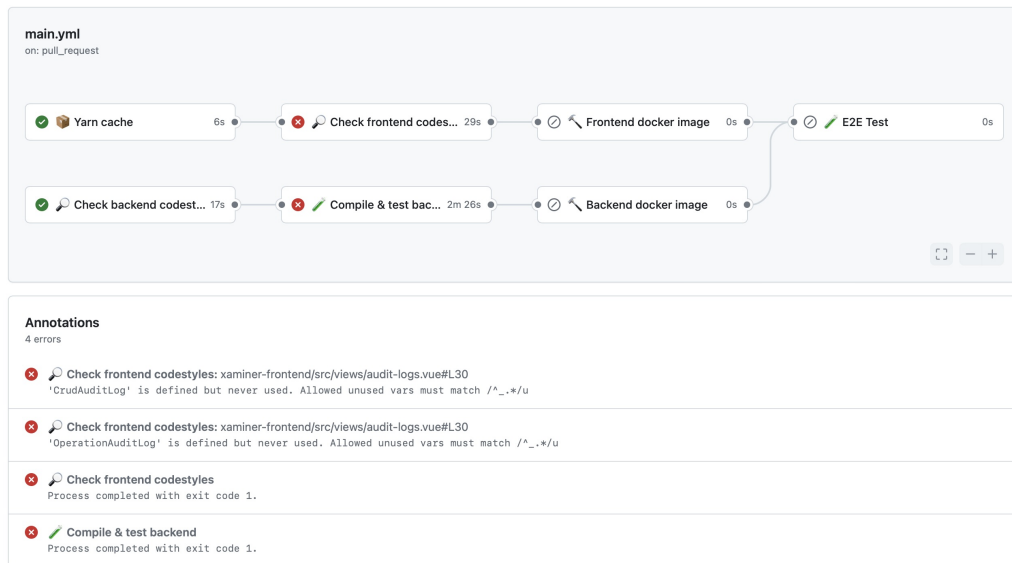 main.yml
on: pull_request
Yarn cache 6s
Check frontend codes... 29s
Frontend docker image 0s
E2E Test 0s
Check backend codest... 17s
Compile & test bac... 2m 26s
Backend docker image 0s
Annotations
4 errors
Check frontend codestyles: xaminer-frontend/src/views/audit-logs.vue#L30
'CrudAuditLog' is defined but never used. Allowed unused vars must match /^_.*/u
Check frontend codestyles: xaminer-frontend/src/views/audit-logs.vue#L30
'OperationAuditLog' is defined but never used. Allowed unused vars must match /^_.*/u
Check frontend codestyles
Process completed with exit code 1.
Compile & test backend
Process completed with exit code 1.